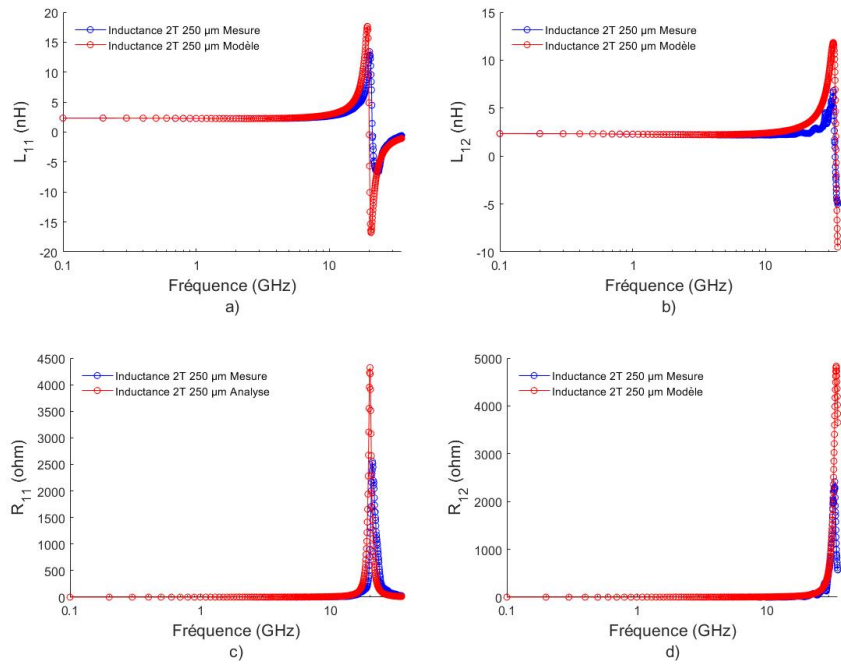 20
15
10
5
0
-5
-10
-15
-20
L11 (nH)
Inductance 2T 250 µm Mesure
Inductance 2T 250 µm Modèle
0.1 1 10
Fréquence (GHz)
a)
15
10
5
0
-5
-10
L12 (nH)
Inductance 2T 250 µm Mesure
Inductance 2T 250 µm Modèle
0.1 1 10
Fréquence (GHz)
b)
4500
4000
3500
3000
2500
2000
1500
1000
500
0
R11 (ohm)
Inductance 2T 250 µm Mesure
Inductance 2T 250 µm Analyse
0.1 1 10
Fréquence (GHz)
c)
5000
4000
3000
2000
1000
0
R12 (ohm)
Inductance 2T 250 µm Mesure
Inductance 2T 250 µm Modèle
0.1 1 10
Fréquence (GHz)
d)